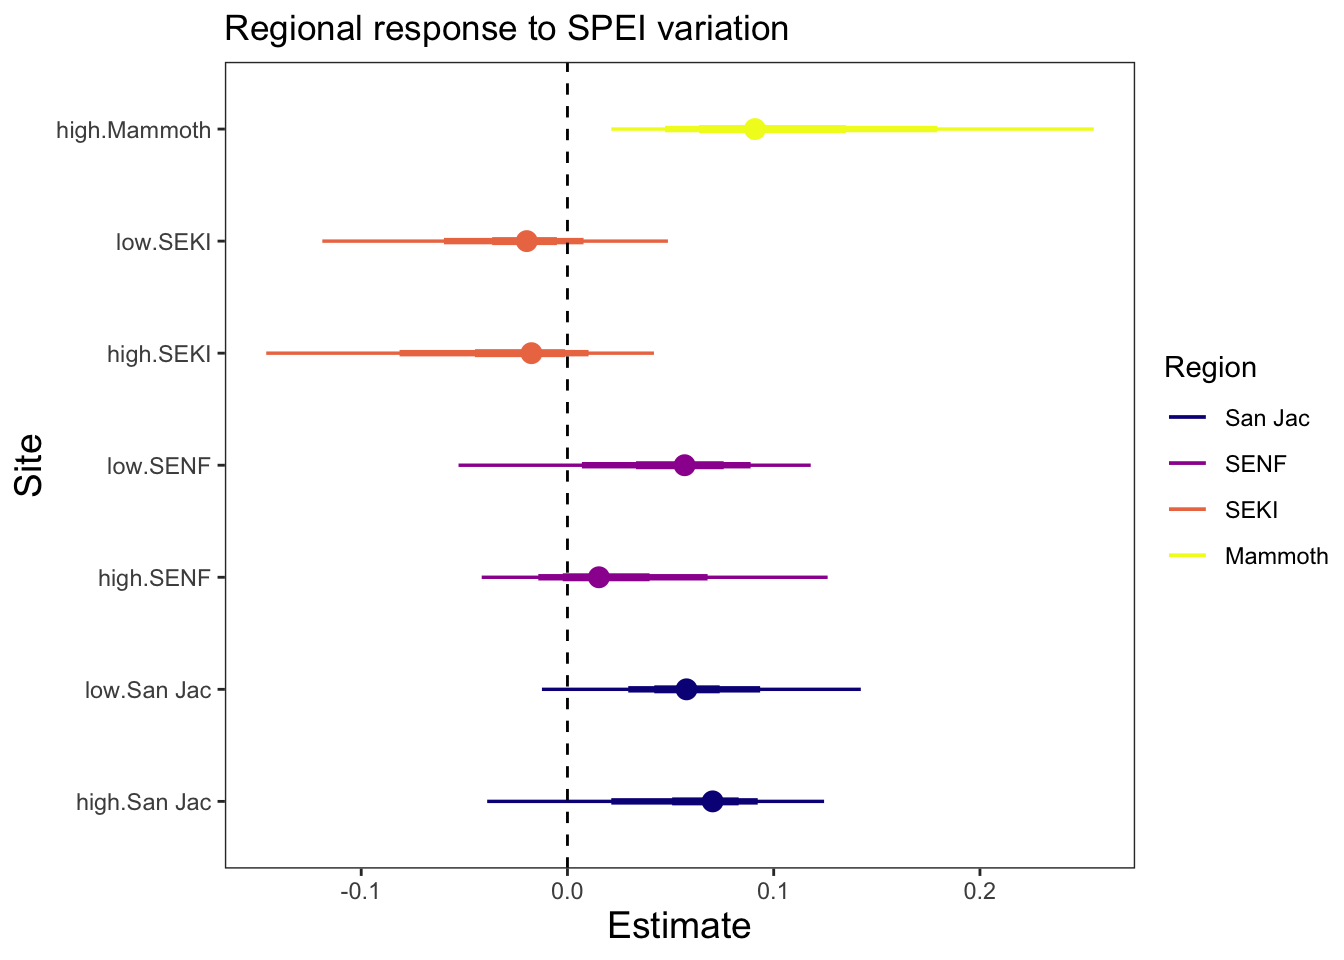 Regional response to SPEI variation
high.Mammoth
low.SEKI
high.SEKI
low.SENF
high.SENF
low.San Jac
high.San Jac
Site
-0.1 0.0 0.1 0.2
Estimate
Region
San Jac
SENF
SEKI
Mammoth